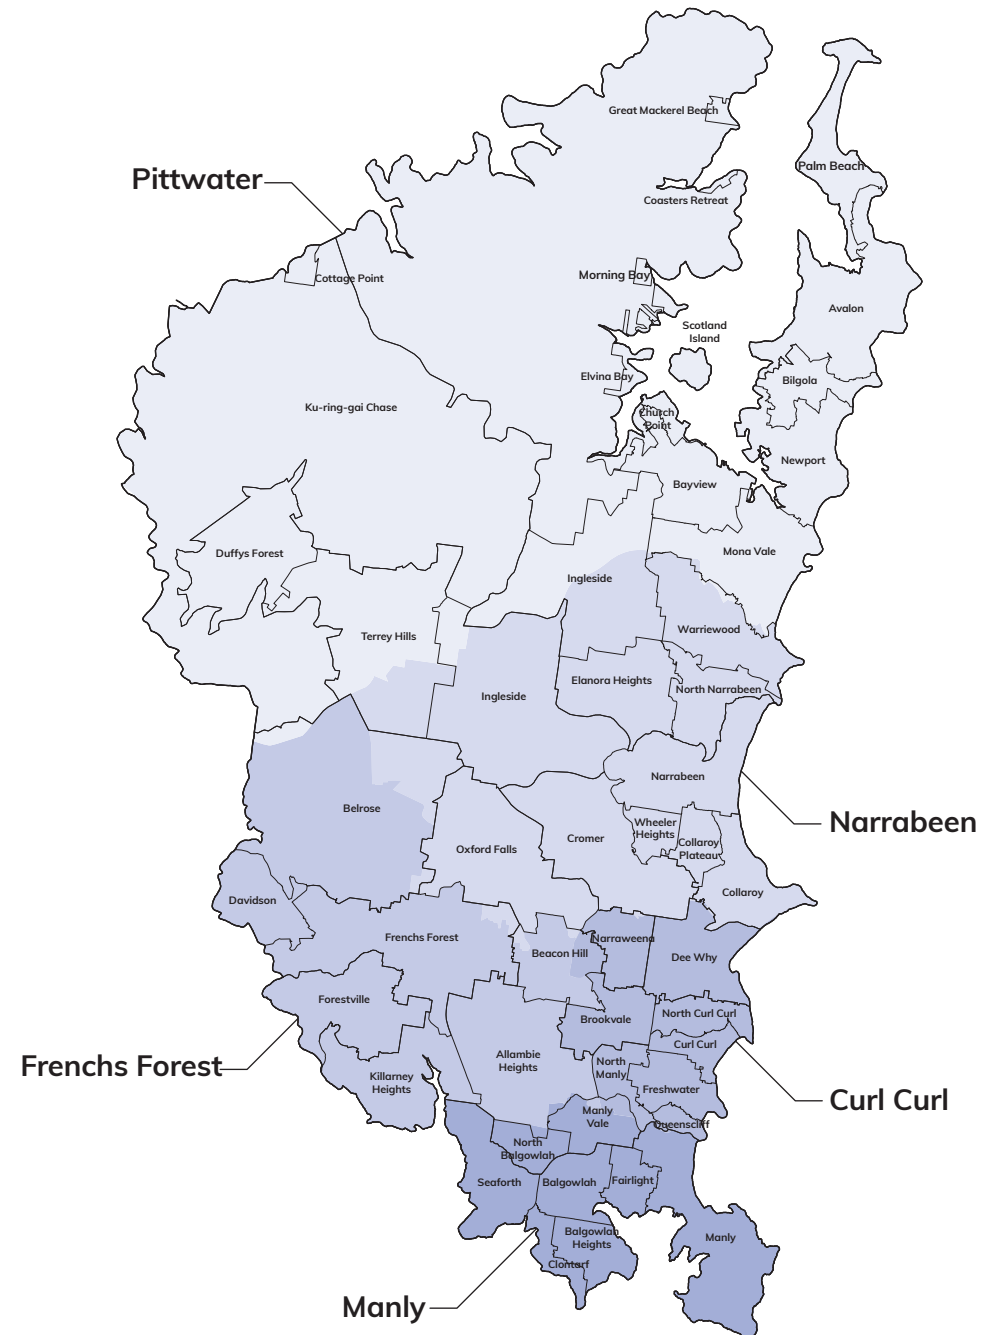 Great Mackerel Beach
Palm Beach
Pittwater
Coasters Retreat
Morning Bay
Cottage Point
Avalon
Scotland
Island
Elvina Bay
Bilgola
Ku-ring-gai Chase
Church
Point
Newport
Bayview
Duffys Forest
Mona Vale
Ingleside
Terrey Hills
Warriewood
Elanora Heights
North Narrabeen
Ingleside
Narrabeen
Belrose
Narrabeen
Wheeler
Heights
Cromer
Oxford Falls
Collaroy
Plateau
Collaroy
Davidson
Frenchs Forest
Narraweena
Beacon Hill
Dee Why
Forestville
North Curl Curl
Brookvale
Curl Curl
Allambie
Heights
North
Manly
Frenchs Forest
Killarney
Heights
Freshwater
Curl Curl
Manly
Vale
Queenscliff
North
Balgowlah
Seaforth
Balgowlah
Fairlight
Balgowlah
Heights
Manly
Clontarf
Manly